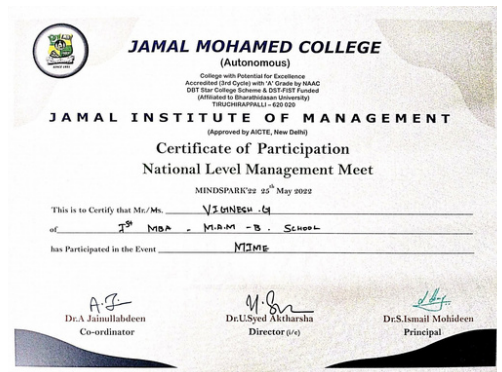 JAMAL MOHAMED COLLEGE
(Autonomous)
College with Potential for Excellence
Accredited (3rd Cycle) with 'A' Grade by NAAC
DBT Star College Scheme & DST-FIST Funded
(Affiliated to Bharathidasan University)
TIRUCHIRAPPALLI – 620 020
JAMAL INSTITUTE OF MANAGEMENT
(Approved by AICTE, New Delhi)
Certificate of Participation
National Level Management Meet
MINDSPARK'22 25th May 2022
This is to Certify that Mr./Ms. VIGNESH .G
of Ist MBA - M.A.M - B. SCHOOL
has Participated in the Event MIME
Dr.A Jainullabdeen
Dr.U.Syed Aktharsha
Dr.S.Ismail Mohideen
Co-ordinator
Director (i/c)
Principal